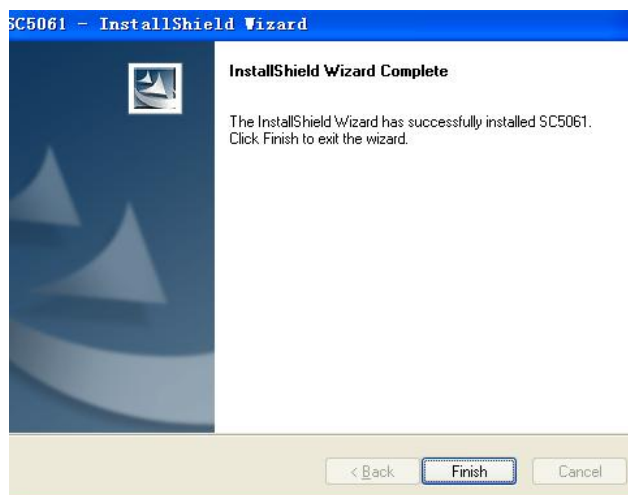 SC5061 - InstallShield Wizard
InstallShield Wizard Complete
The InstallShield Wizard has successfully installed SC5061.
Click Finish to exit the wizard.
< Back
Finish
Cancel